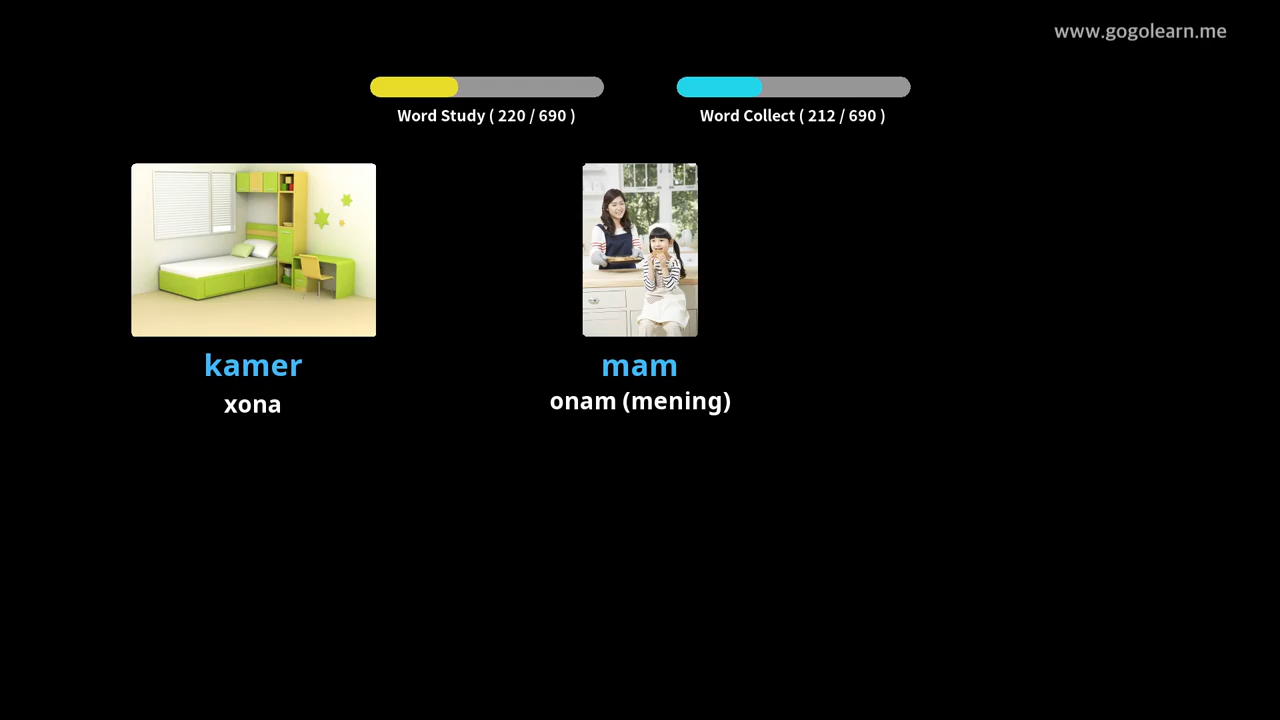 www.gogolearn.me
Word Study ( 220 / 690 )
Word Collect ( 212 / 690 )
kamer
xona
mam
onam (mening)